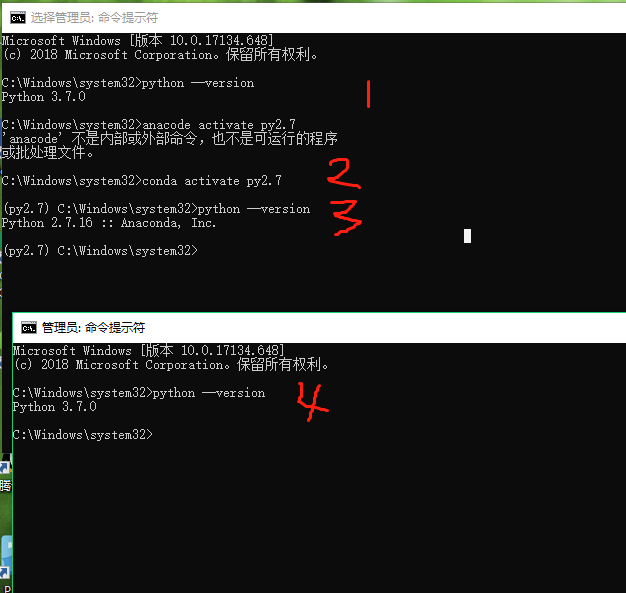 选择管理员: 命令提示符
Microsoft Windows [版本 10.0.17134.648]
(c) 2018 Microsoft Corporation。保留所有权利。
C:\Windows\system32>python --version
Python 3.7.0
1
C:\Windows\system32>anacode activate py2.7
'anacode' 不是内部或外部命令，也不是可运行的程序
或批处理文件。
C:\Windows\system32>conda activate py2.7
2
(py2.7) C:\Windows\system32>python --version
3
Python 2.7.16 :: Anaconda, Inc.
(py2.7) C:\Windows\system32>
管理员: 命令提示符
Microsoft Windows [版本 10.0.17134.648]
(c) 2018 Microsoft Corporation。保留所有权利。
C:\Windows\system32>python --version
4
Python 3.7.0
C:\Windows\system32>
腾
P